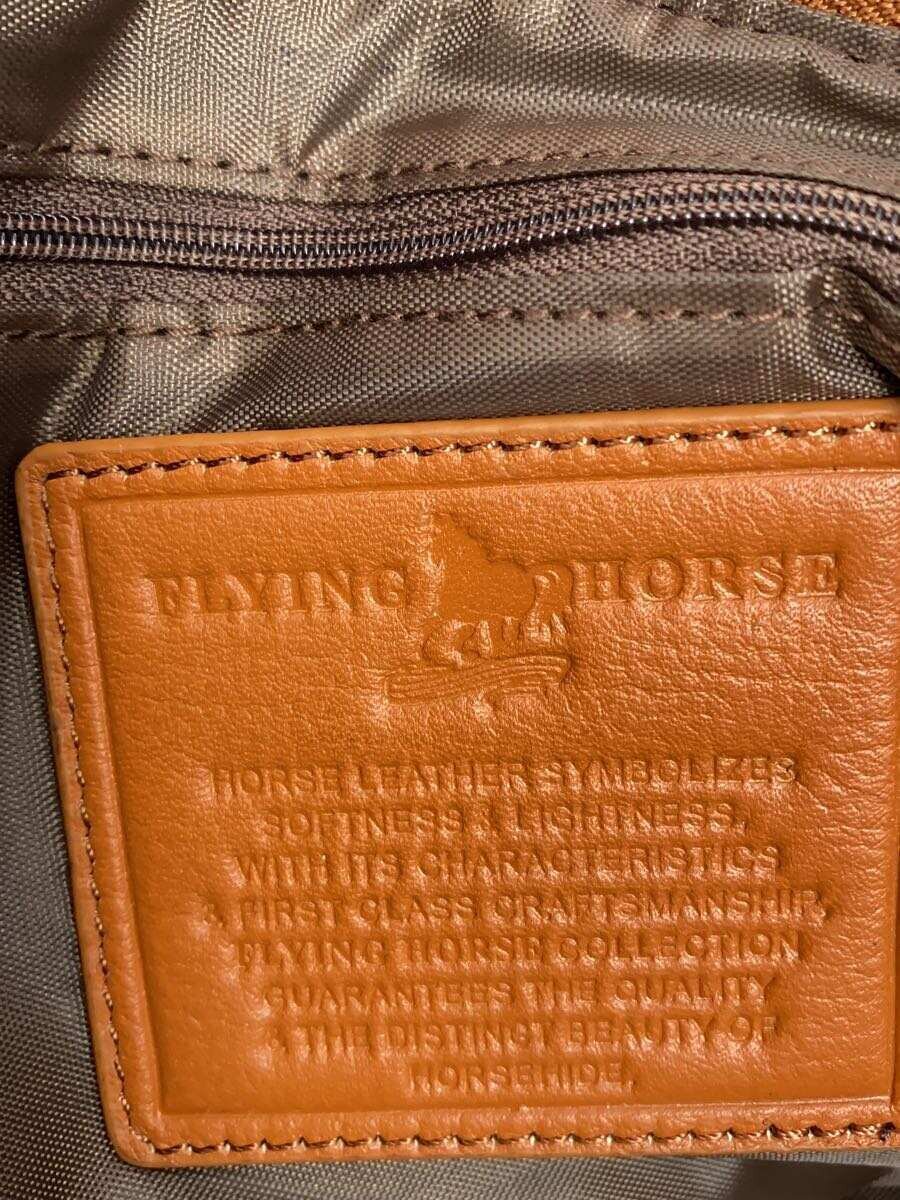 FLYING HORSE
HORSE LEATHER SYMBOLIZES
SOFTNESS & LIGHTNESS,
WITH ITS CHARACTERISTICS
& FIRST CLASS CRAFTSMANSHIP,
FLYING HORSE COLLECTION
GUARANTEES THE QUALITY
& THE DISTINCT BEAUTY OF
HORSEHIDE.